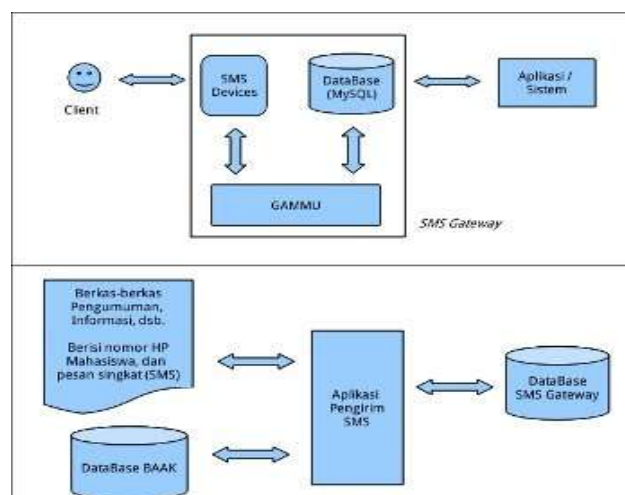 Client
SMS
Devices
DataBase
(MySQL)
Aplikasi /
Sistem
GAMMU
SMS Gateway
Berkas-berkas
Pengumuman,
Informasi, dsb.
Berisi nomor HP
Mahasiswa, dan
pesan singkat (SMS)
Aplikasi
Pengirim
SMS
DataBase
SMS Gateway
DataBase BAAK